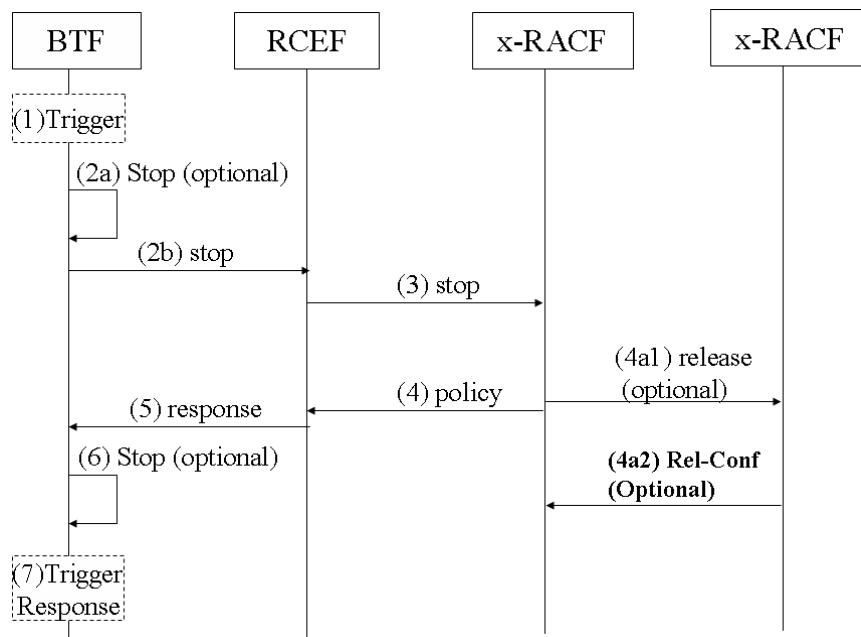 BTF
RCEF
x-RACF
x-RACF
(1)Trigger
(2a) Stop (optional)
(2b) stop
(3) stop
(4a1) release
(optional)
(4) policy
(5) response
(6) Stop (optional)
(4a2) Rel-Conf
(Optional)
(7)Trigger
Response